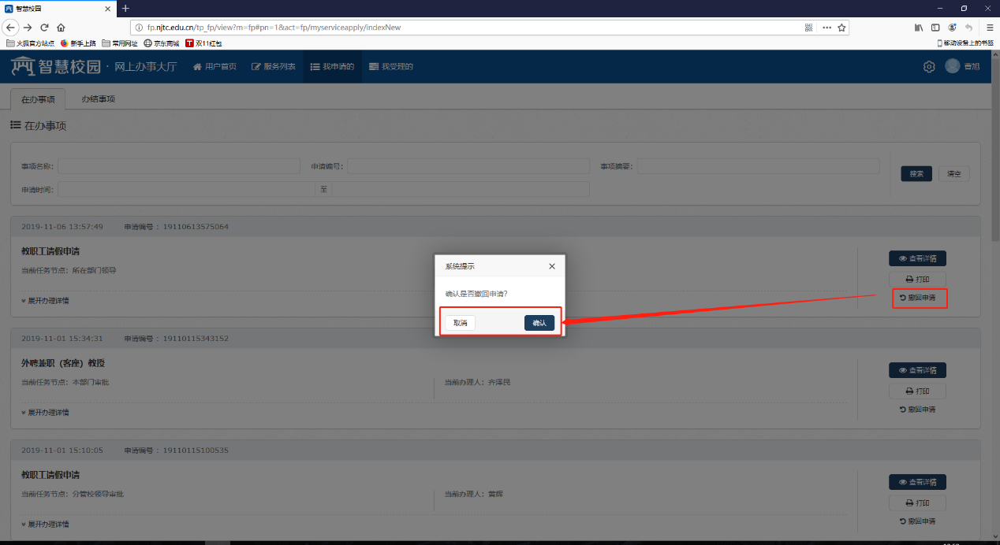 智慧校园
fp.njtc.edu.cn/tp_fp/view?m=fp#pn=1&act=fp/myserviceapply/indexNew
火狐官方站点 新手上路 常用网址 京东商城 双11红包 移动设备上的书签
智慧校园 · 网上办事大厅 用户首页 服务列表 我申请的 我受理的 曹旭
在办事项 办结事项
在办事项
事项名称: 申请编号: 事项摘要:
搜索 清空
申请时间: 至
2019-11-06 13:57:49 申请编号 : 19110613575064
教职工请假申请
查看详情
当前任务节点: 所在部门领导
打印
撤回申请
展开办理详情
系统提示
确认是否撤回申请?
取消 确认
2019-11-01 15:34:31 申请编号 : 19110115343152
外聘兼职（客座）教授
查看详情
当前任务节点: 本部门审批 当前办理人: 齐泽民
打印
撤回申请
展开办理详情
2019-11-01 15:10:05 申请编号 : 19110115100535
教职工请假申请
查看详情
当前任务节点: 分管校领导审批 当前办理人: 黄辉
打印
撤回申请
展开办理详情